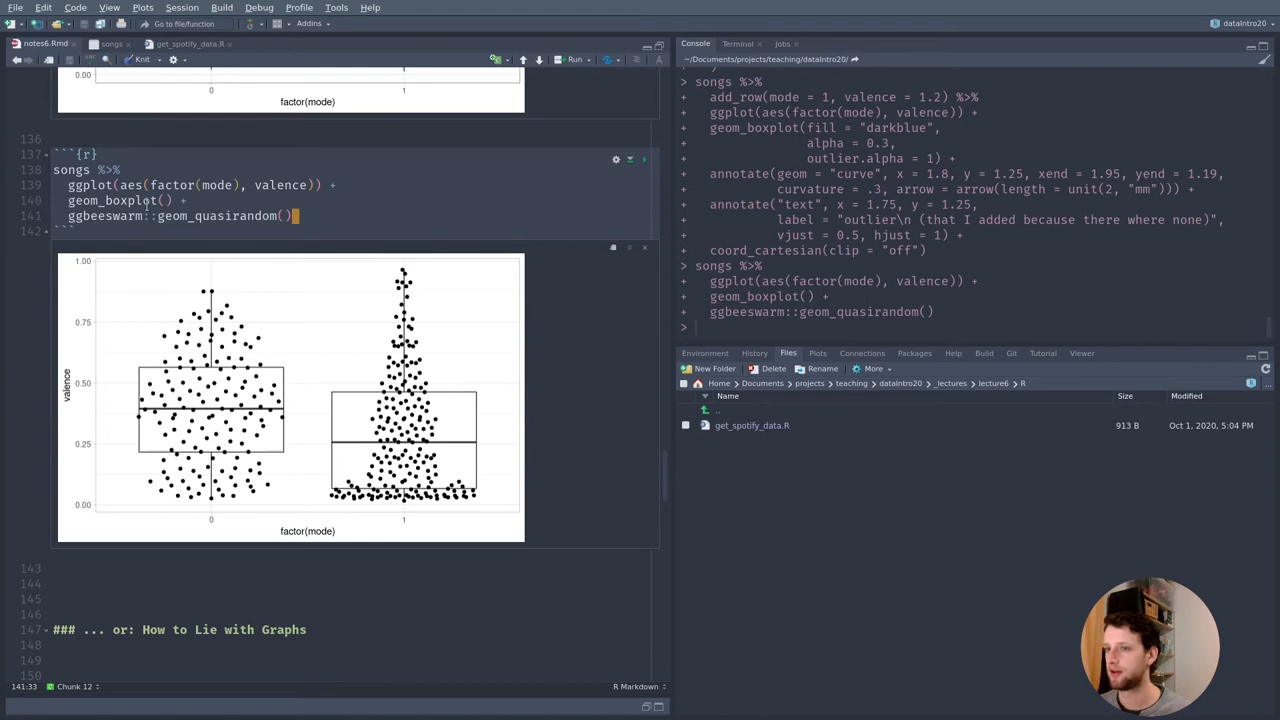 File Edit Code View Plots Session Build Debug Profile Tools Help
Go to file/function Addins dataIntro20
notes6.Rmd songs get_spotify_data.R
Knit Run
0.00
0 1
factor(mode)
136
137 ```{r}
138 songs %>%
139 ggplot(aes(factor(mode), valence)) +
140 geom_boxplot() +
141 ggbeeswarm::geom_quasirandom()
142 ```
1.00
0.75
0.50
0.25
0.00
valence
0 1
factor(mode)
143
144
145
146
147 ### ... or: How to Lie with Graphs
148
149
150
141:33 Chunk 12 R Markdown
Console Terminal Jobs
~/Documents/projects/teaching/dataIntro20/
> songs %>%
+ add_row(mode = 1, valence = 1.2) %>%
+ ggplot(aes(factor(mode), valence)) +
+ geom_boxplot(fill = "darkblue",
+ alpha = 0.3,
+ outlier.alpha = 1) +
+ annotate(geom = "curve", x = 1.8, y = 1.25, xend = 1.95, yend = 1.19,
+ curvature = .3, arrow = arrow(length = unit(2, "mm"))) +
+ annotate("text", x = 1.75, y = 1.25,
+ label = "outlier\n (that I added because there where none)",
+ vjust = 0.5, hjust = 1) +
+ coord_cartesian(clip = "off")
> songs %>%
+ ggplot(aes(factor(mode), valence)) +
+ geom_boxplot() +
+ ggbeeswarm::geom_quasirandom()
>
Environment History Files Plots Connections Packages Help Build Git Tutorial Viewer
New Folder Delete Rename More
Home Documents projects teaching dataIntro20 _lectures lecture6 R
Name Size Modified
..
get_spotify_data.R 913 B Oct 1, 2020, 5:04 PM